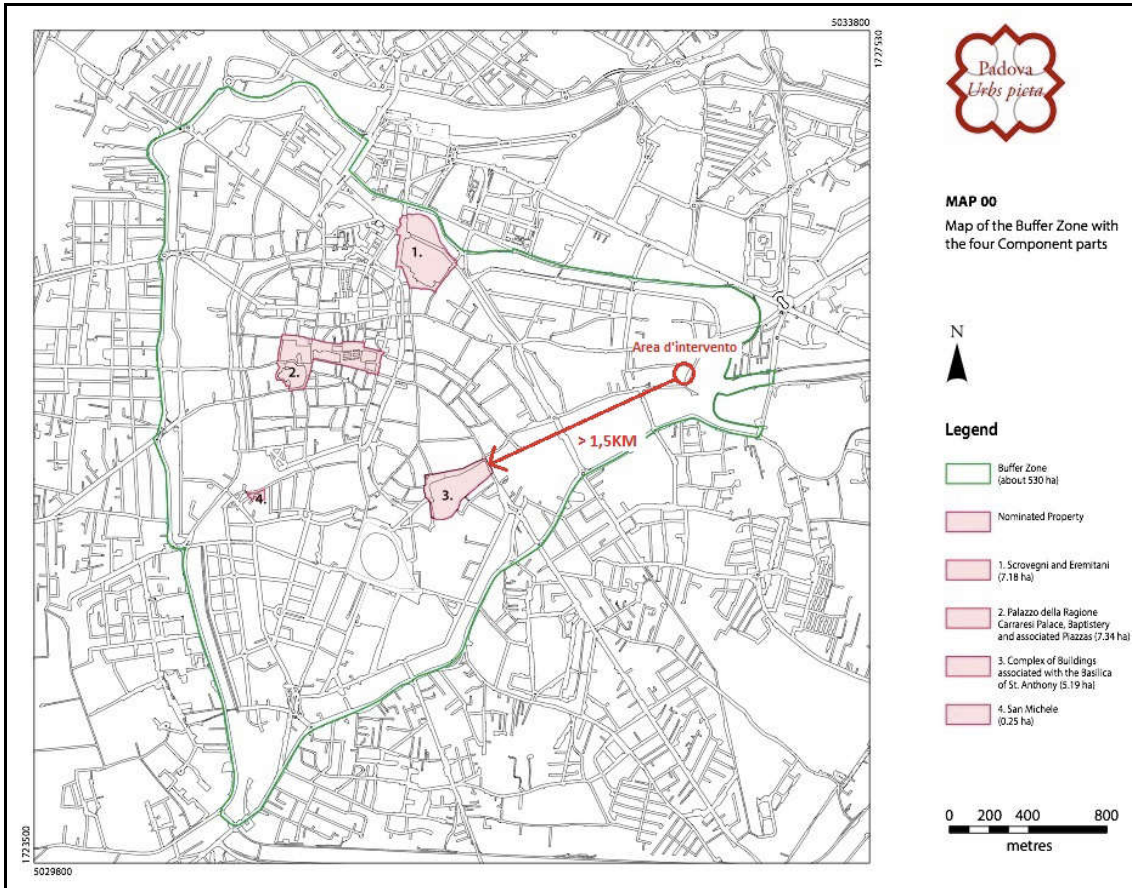 5033800
1727530
Padova
Urbs picta
MAP 00
Map of the Buffer Zone with
the four Component parts
1.
Area d'intervento
N
2.
> 1,5KM
Legend
3.
4.
Buffer Zone
(about 530 ha)
Nominated Property
1. Scrovegni and Eremitani
(7.18 ha)
2. Palazzo della Ragione
Carraresi Palace, Baptistery
and associated Piazzas (7.34 ha)
3. Complex of Buildings
associated with the Basilica
of St. Anthony (5.19 ha)
4. San Michele
(0.25 ha)
0 200 400 800
metres
1723500
5029800